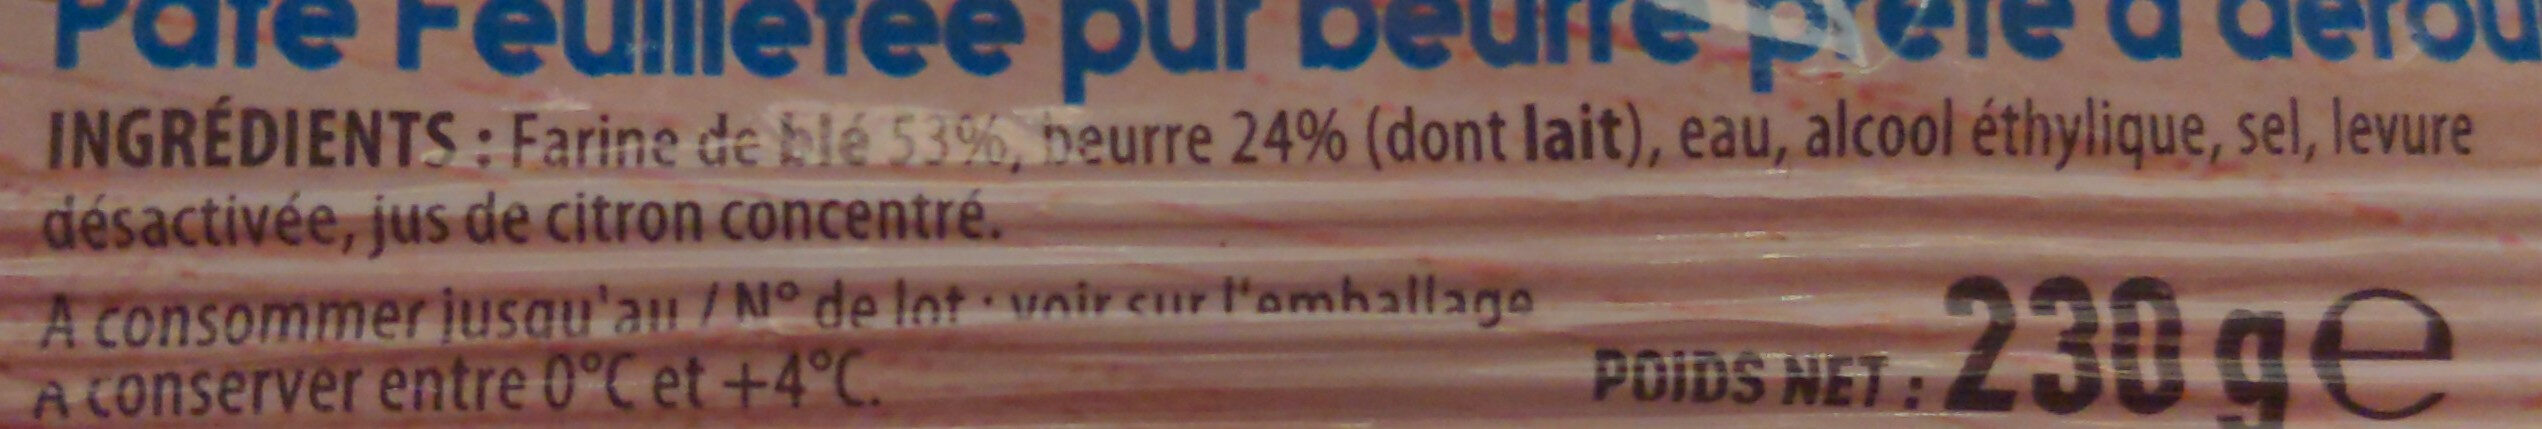 Pâte Feuilletée pur beurre prête à dérou
INGRÉDIENTS : Farine de blé 53%, beurre 24% (dont lait), eau, alcool éthylique, sel, levure
désactivée, jus de citron concentré.
A consommer jusqu'au / N° de lot : voir sur l'emballage
A conserver entre 0°C et +4°C.
POIDS NET : 230 g e